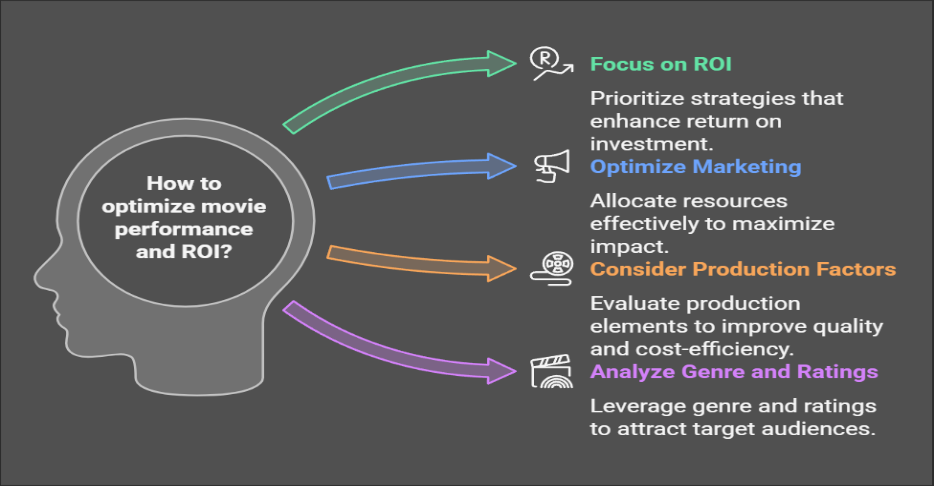 How to
optimize movie
performance
and ROI?
R
Focus on ROI
Prioritize strategies that
enhance return on
investment.
Optimize Marketing
Allocate resources
effectively to maximize
impact.
Consider Production Factors
Evaluate production
elements to improve quality
and cost-efficiency.
Analyze Genre and Ratings
Leverage genre and ratings
to attract target audiences.